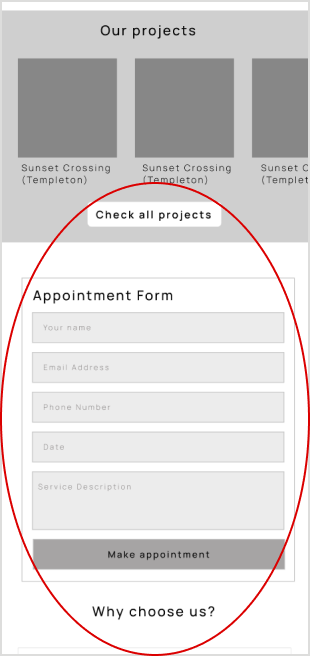 Our projects
Sunset Crossing
(Templeton)
Sunset Crossing
(Templeton)
Sunset C
(Templet
Check all projects
Appointment Form
Your name
Email Address
Phone Number
Date
Service Description
Make appointment
Why choose us?